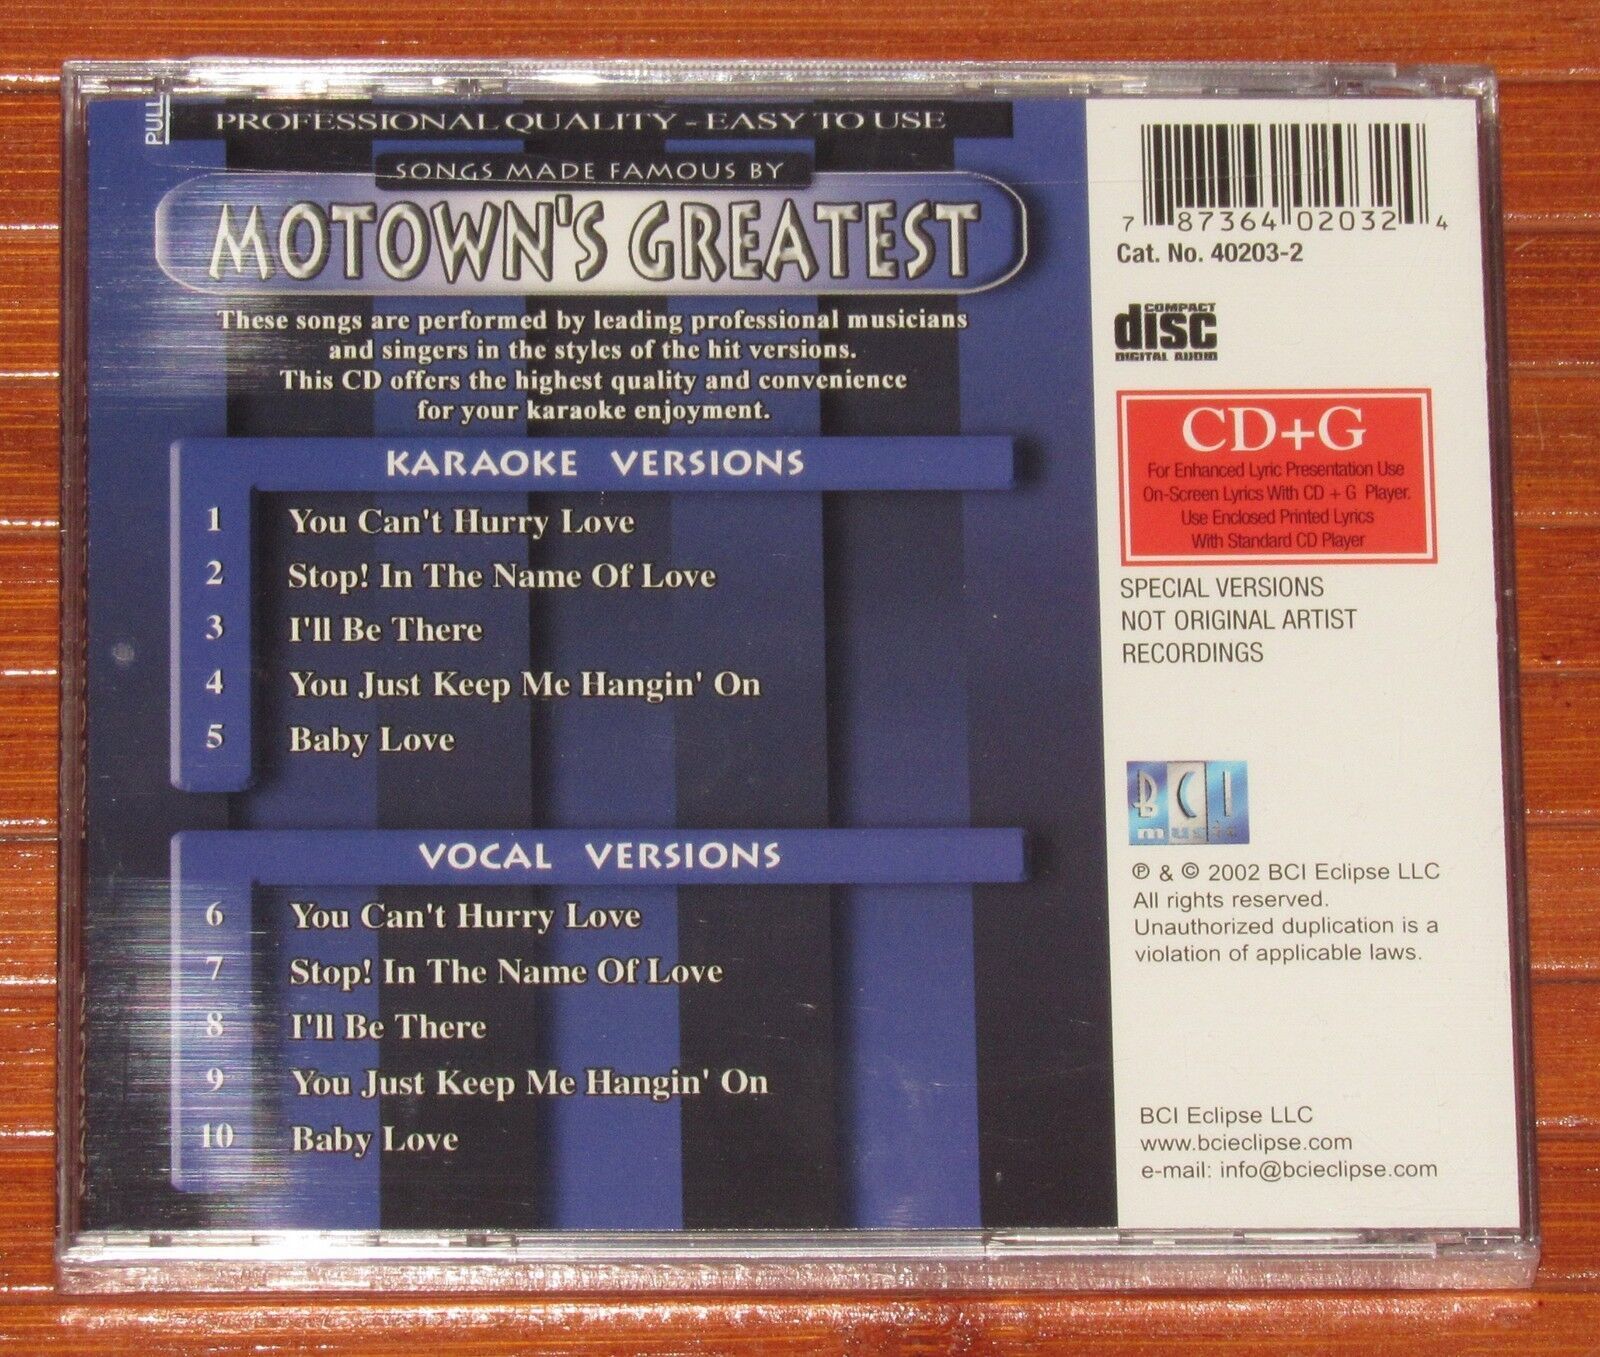 PULL
PROFESSIONAL QUALITY - EASY TO USE
SONGS MADE FAMOUS BY
MOTOWN'S GREATEST
These songs are performed by leading professional musicians
and singers in the styles of the hit versions.
This CD offers the highest quality and convenience
for your karaoke enjoyment.
KARAOKE VERSIONS
1 You Can't Hurry Love
2 Stop! In The Name Of Love
3 I'll Be There
4 You Just Keep Me Hangin' On
5 Baby Love
VOCAL VERSIONS
6 You Can't Hurry Love
7 Stop! In The Name Of Love
8 I'll Be There
9 You Just Keep Me Hangin' On
10 Baby Love
7 87364 02032 4
Cat. No. 40203-2
COMPACT
disc
DIGITAL AUDIO
CD+G
For Enhanced Lyric Presentation Use
On-Screen Lyrics With CD + G Player.
Use Enclosed Printed Lyrics
With Standard CD Player
SPECIAL VERSIONS
NOT ORIGINAL ARTIST
RECORDINGS
BCI
music
℗ & © 2002 BCI Eclipse LLC
All rights reserved.
Unauthorized duplication is a
violation of applicable laws.
BCI Eclipse LLC
www.bcieclipse.com
e-mail: info@bcieclipse.com